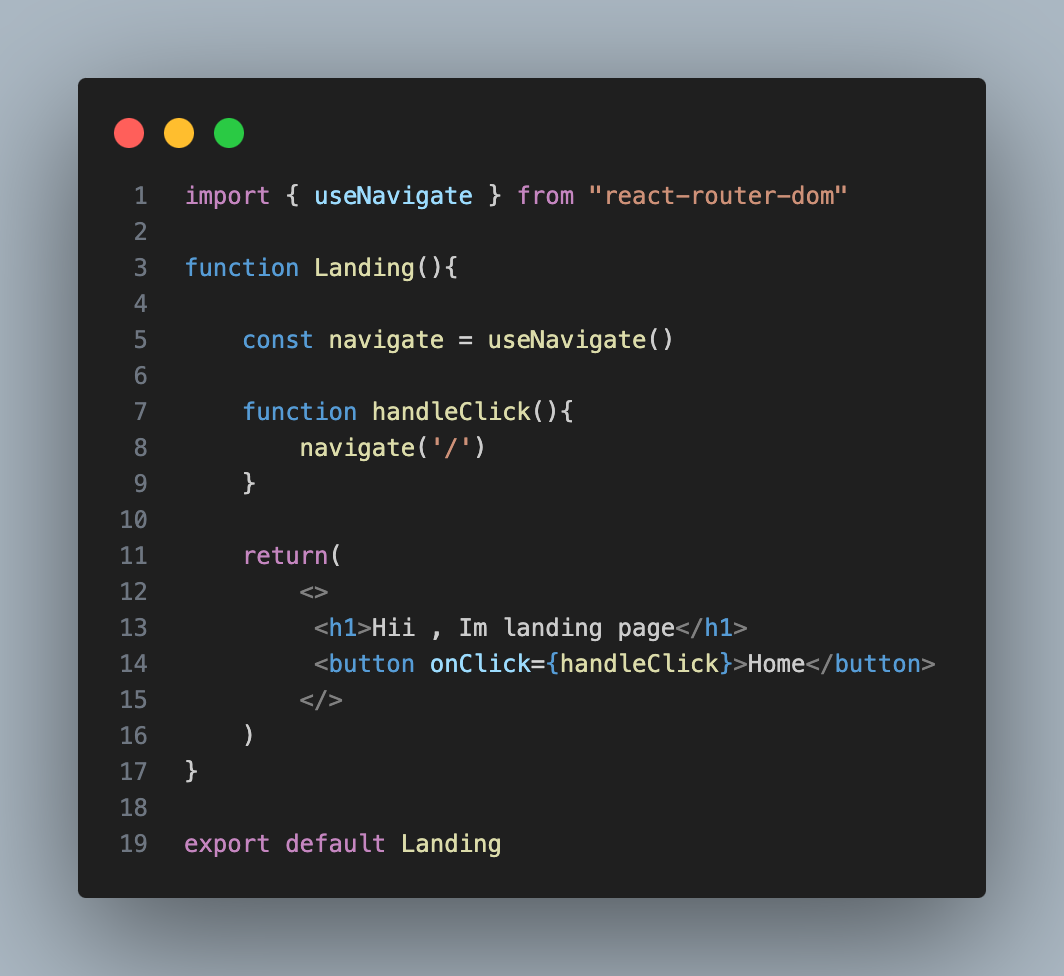 1 import { useNavigate } from "react-router-dom"
2
3 function Landing(){
4
5     const navigate = useNavigate()
6
7     function handleClick(){
8         navigate('/')
9     }
10
11     return(
12         <>
13          <h1>Hii , Im landing page</h1>
14          <button onClick={handleClick}>Home</button>
15         </>
16     )
17 }
18
19 export default Landing